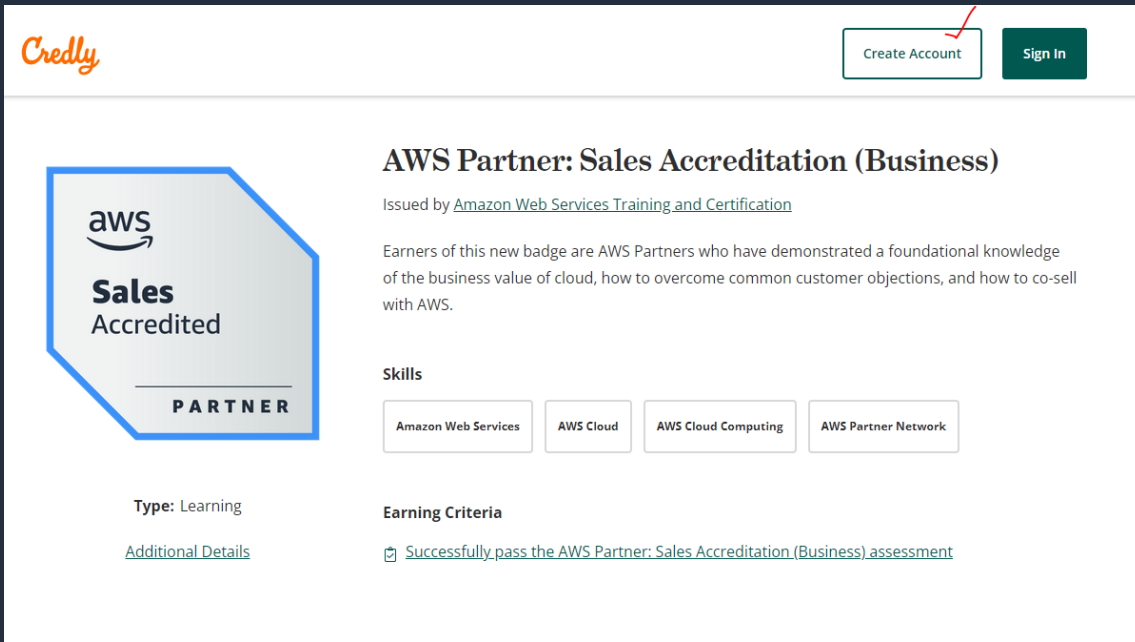 Credly
Create Account
Sign In
aws
Sales
Accredited
PARTNER
Type: Learning
Additional Details
AWS Partner: Sales Accreditation (Business)
Issued by Amazon Web Services Training and Certification
Earners of this new badge are AWS Partners who have demonstrated a foundational knowledge
of the business value of cloud, how to overcome common customer objections, and how to co-sell
with AWS.
Skills
Amazon Web Services
AWS Cloud
AWS Cloud Computing
AWS Partner Network
Earning Criteria
Successfully pass the AWS Partner: Sales Accreditation (Business) assessment